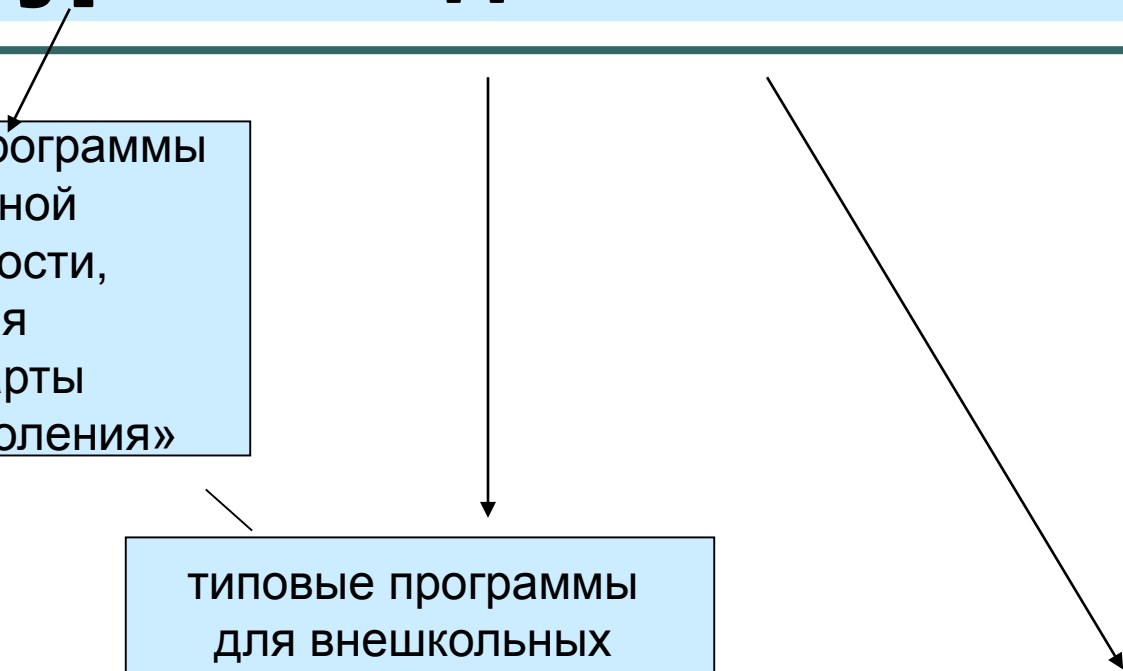 рограммы
ной
ости,
я
рты
оления»
типовые программы
для внешкольных